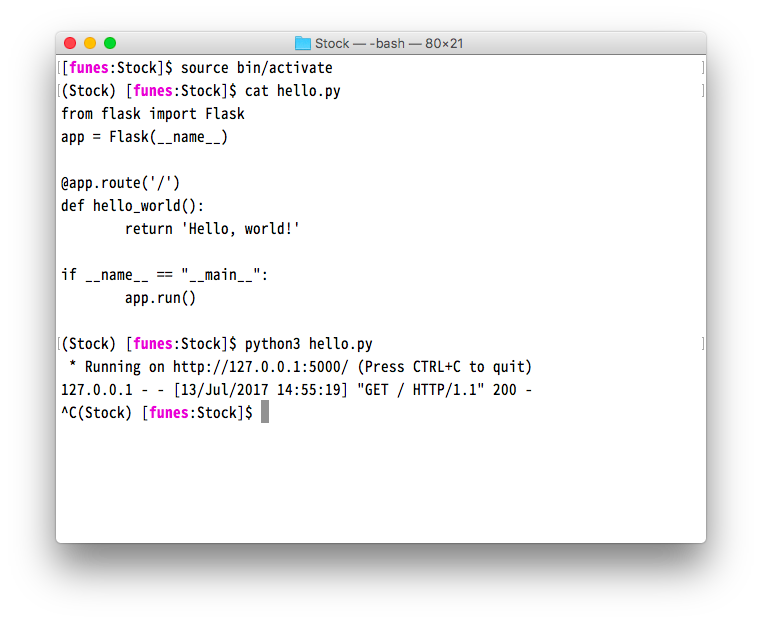 Stock — -bash — 80×21
[funes:Stock]$ source bin/activate
(Stock) [funes:Stock]$ cat hello.py
from flask import Flask
app = Flask(__name__)
@app.route('/')
def hello_world():
        return 'Hello, world!'
if __name__ == "__main__":
        app.run()
(Stock) [funes:Stock]$ python3 hello.py
 * Running on http://127.0.0.1:5000/ (Press CTRL+C to quit)
127.0.0.1 - - [13/Jul/2017 14:55:19] "GET / HTTP/1.1" 200 -
^C(Stock) [funes:Stock]$